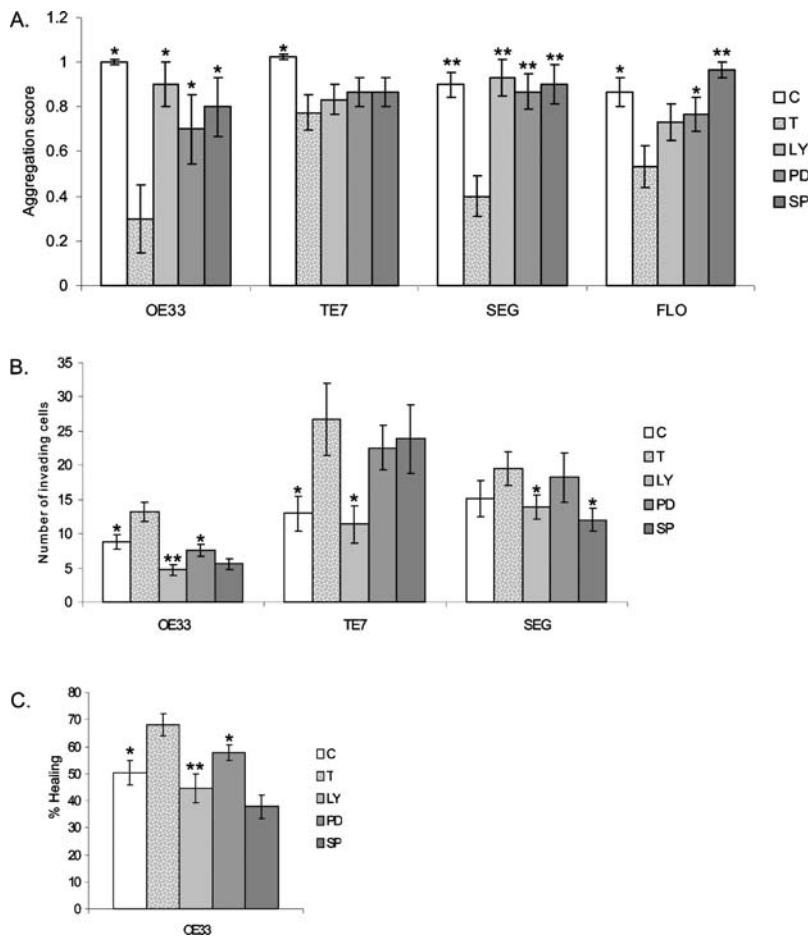 A.
Aggregation score
1.2
1
0.8
0.6
0.4
0.2
0
* * * *
*
** ** ** **
* * **
OE33 TE7 SEG FLO
C
T
LY
PD
SP
B.
Number of invading cells
35
30
25
20
15
10
5
0
* ** *
* *
* *
OE33 TE7 SEG
C
T
LY
PD
SP
C.
% Healing
80
70
60
50
40
30
20
10
0
* ** *
OE33
C
T
LY
PD
SP